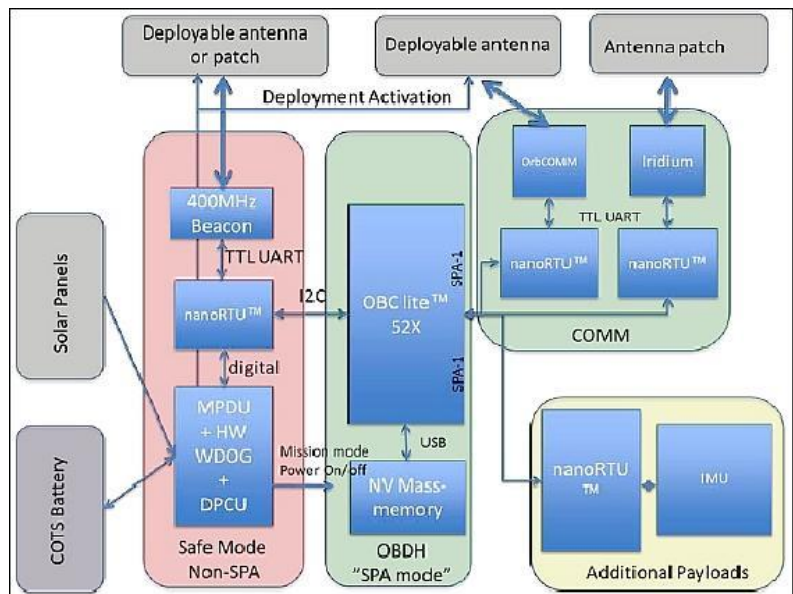 Deployable antenna
or patch
Deployable antenna
Antenna patch
Deployment Activation
OrbCOMM
Iridium
400MHz
Beacon
TTL UART
TTL UART
nanoRTU™
nanoRTU™
SPA-1
Solar Panels
nanoRTU™
I2C
OBC lite™
52X
COMM
digital
SPA-1
MPDU
+ HW
WDOG
+
DPCU
Mission mode
Power On/off
USB
NV Mass-
memory
nanoRTU
™
IMU
COTS Battery
Safe Mode
Non-SPA
OBDH
"SPA mode"
Additional Payloads